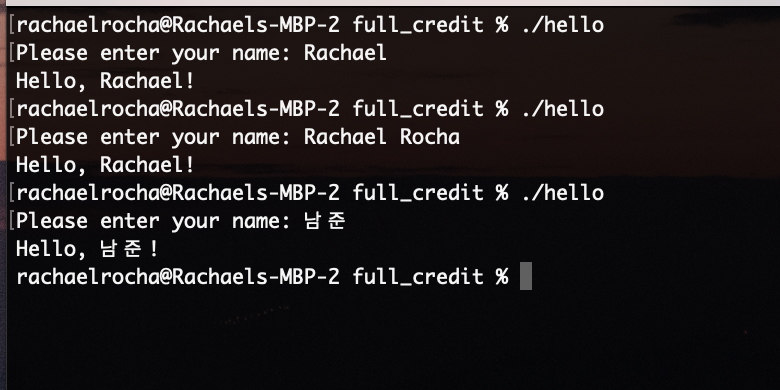 [rachaelrocha@Rachaels-MBP-2 full_credit % ./hello
[Please enter your name: Rachael
Hello, Rachael!
[rachaelrocha@Rachaels-MBP-2 full_credit % ./hello
[Please enter your name: Rachael Rocha
Hello, Rachael!
[rachaelrocha@Rachaels-MBP-2 full_credit % ./hello
[Please enter your name: 남준
Hello, 남준!
rachaelrocha@Rachaels-MBP-2 full_credit %